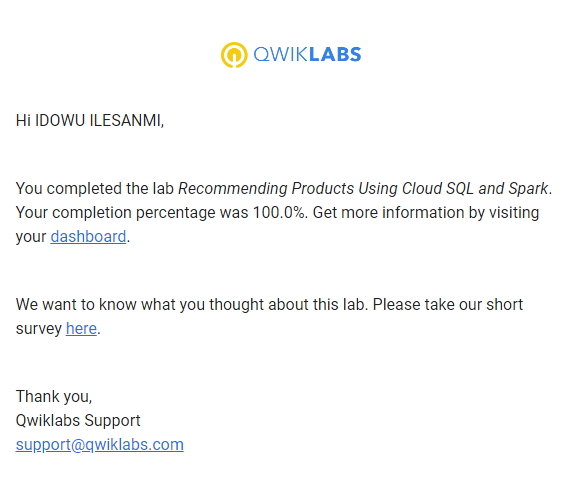 QWIKLABS
Hi IDOWU ILESANMI,
You completed the lab Recommending Products Using Cloud SQL and Spark.
Your completion percentage was 100.0%. Get more information by visiting
your dashboard.
We want to know what you thought about this lab. Please take our short
survey here.
Thank you,
Qwiklabs Support
support@qwiklabs.com